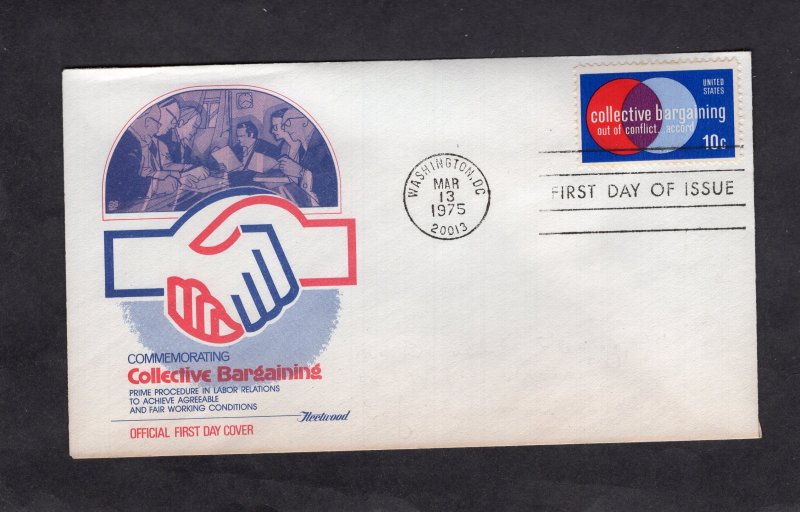 UNITED
STATES
collective bargaining
out of conflict...accord
10c
WASHINGTON, DC
MAR
13
1975
20013
FIRST DAY OF ISSUE
COMMEMORATING
Collective Bargaining
PRIME PROCEDURE IN LABOR RELATIONS
TO ACHIEVE AGREEABLE
AND FAIR WORKING CONDITIONS
Fleetwood
OFFICIAL FIRST DAY COVER